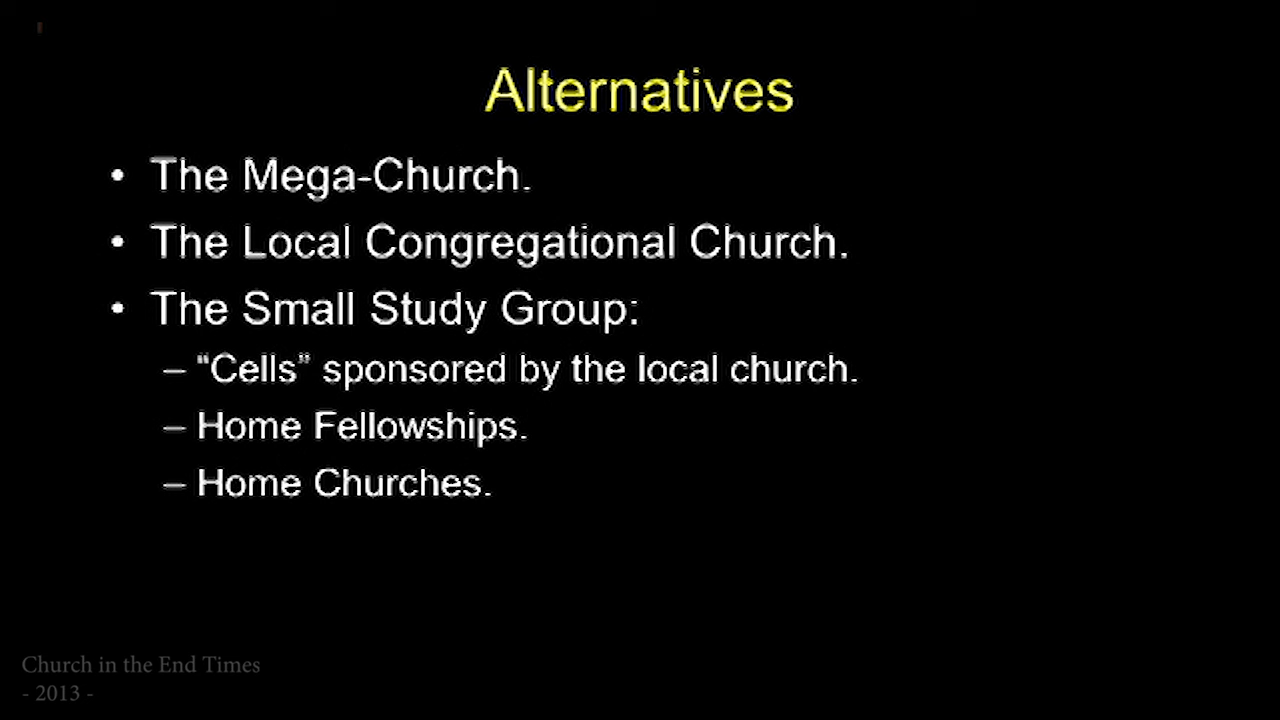 Alternatives
• The Mega-Church.
• The Local Congregational Church.
• The Small Study Group:
– “Cells” sponsored by the local church.
– Home Fellowships.
– Home Churches.
Church in the End Times
- 2013 -